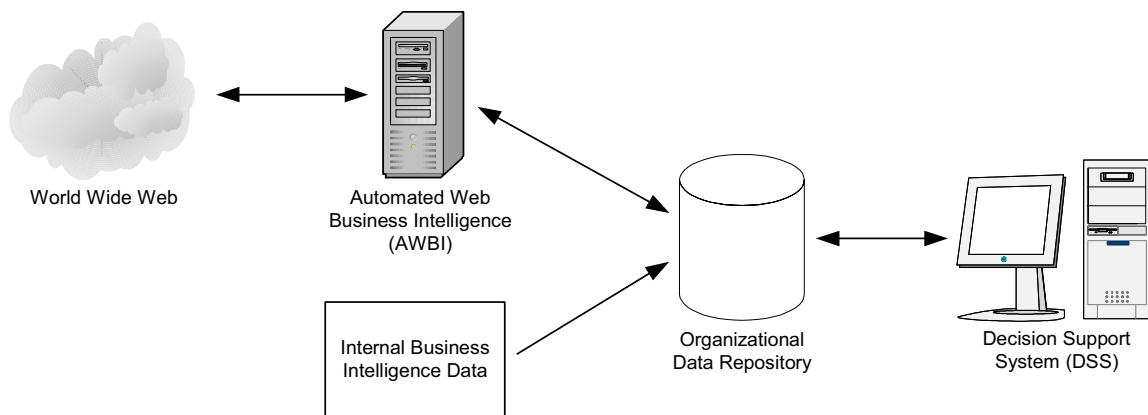 World Wide Web
Automated Web
Business Intelligence
(AWBI)
Internal Business
Intelligence Data
Organizational
Data Repository
Decision Support
System (DSS)